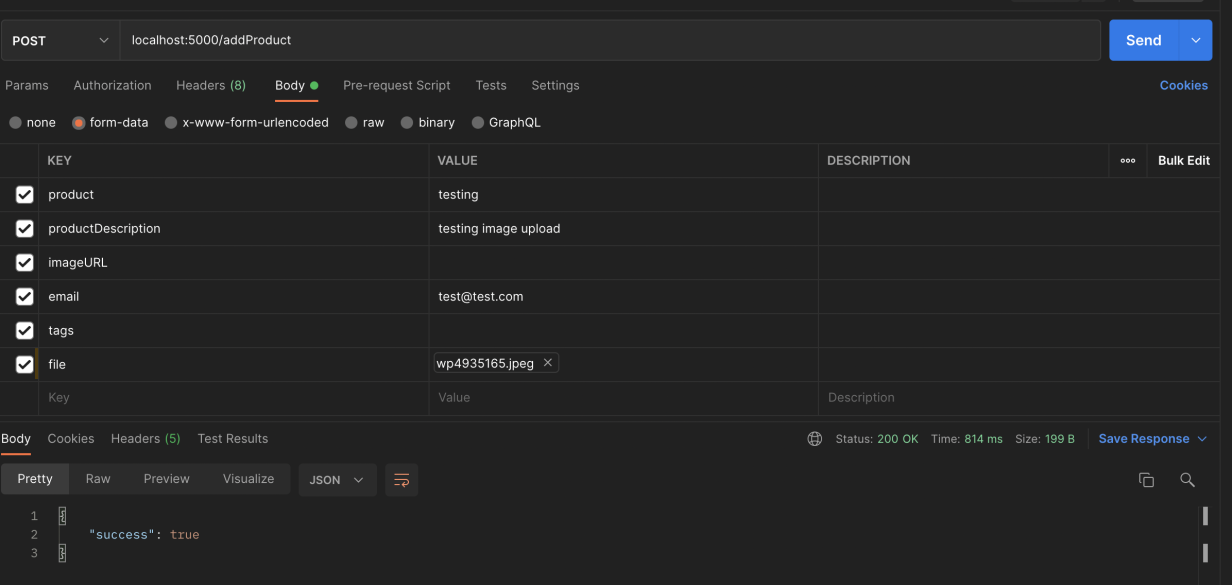 POST localhost:5000/addProduct Send
Params Authorization Headers (8) Body Pre-request Script Tests Settings Cookies
none form-data x-www-form-urlencoded raw binary GraphQL
KEY VALUE DESCRIPTION ooo Bulk Edit
product testing
productDescription testing image upload
imageURL
email test@test.com
tags
file wp4935165.jpeg
Key Value Description
Body Cookies Headers (5) Test Results Status: 200 OK Time: 814 ms Size: 199 B Save Response
Pretty Raw Preview Visualize JSON
1 {
2 "success": true
3 }